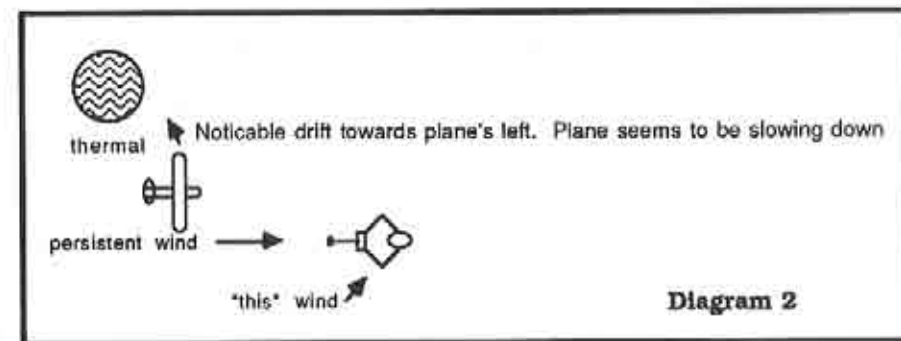 Noticable drift towards plane's left. Plane seems to be slowing down
thermal
persistent wind
"this" wind
Diagram 2